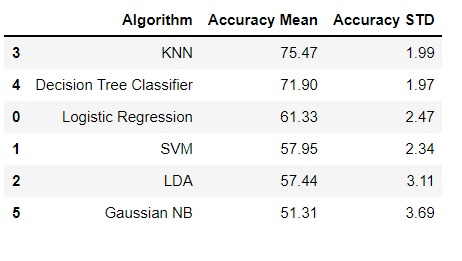 Algorithm Accuracy Mean Accuracy STD
3 KNN 75.47 1.99
4 Decision Tree Classifier 71.90 1.97
0 Logistic Regression 61.33 2.47
1 SVM 57.95 2.34
2 LDA 57.44 3.11
5 Gaussian NB 51.31 3.69